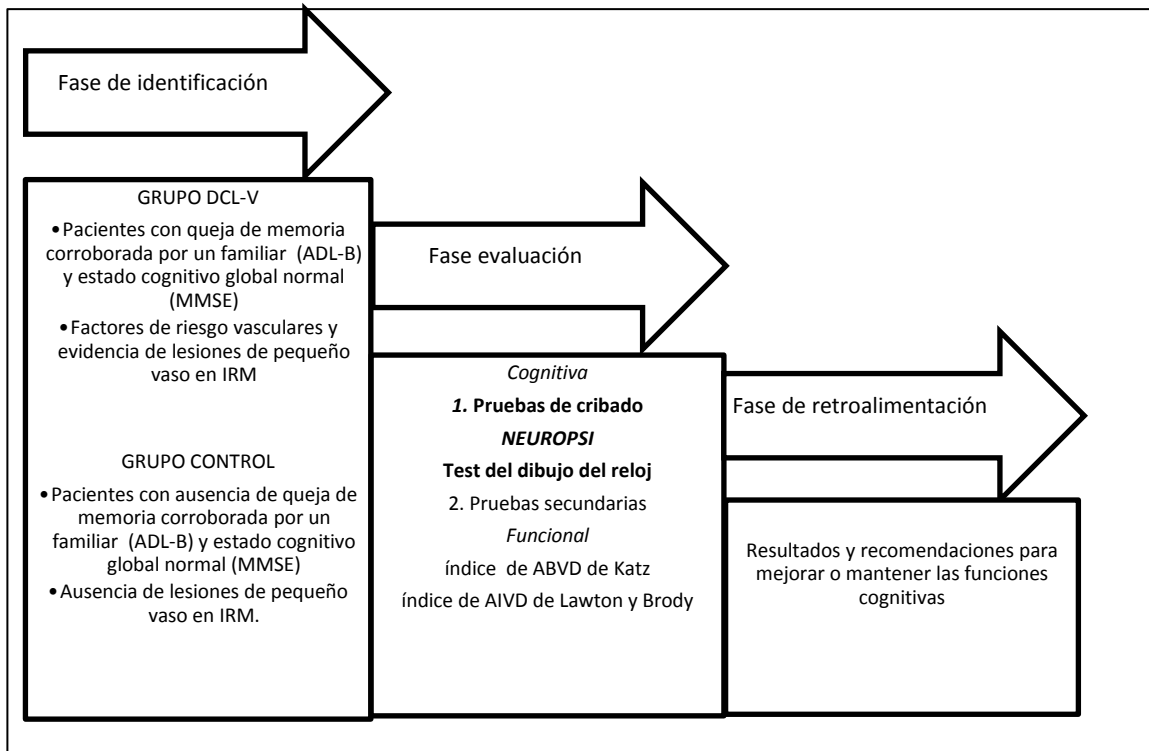 Fase de identificación
GRUPO DCL-V
•Pacientes con queja de memoria
corroborada por un familiar (ADL-B)
y estado cognitivo global normal
(MMSE)
•Factores de riesgo vasculares y
evidencia de lesiones de pequeño
vaso en IRM
GRUPO CONTROL
•Pacientes con ausencia de queja de
memoria corroborada por un
familiar (ADL-B) y estado cognitivo
global normal (MMSE)
•Ausencia de lesiones de pequeño
vaso en IRM.
Fase evaluación
Cognitiva
1. Pruebas de cribado
NEUROPSI
Test del dibujo del reloj
2. Pruebas secundarias
Funcional
índice de ABVD de Katz
índice de AIVD de Lawton y Brody
Fase de retroalimentación
Resultados y recomendaciones para
mejorar o mantener las funciones
cognitivas